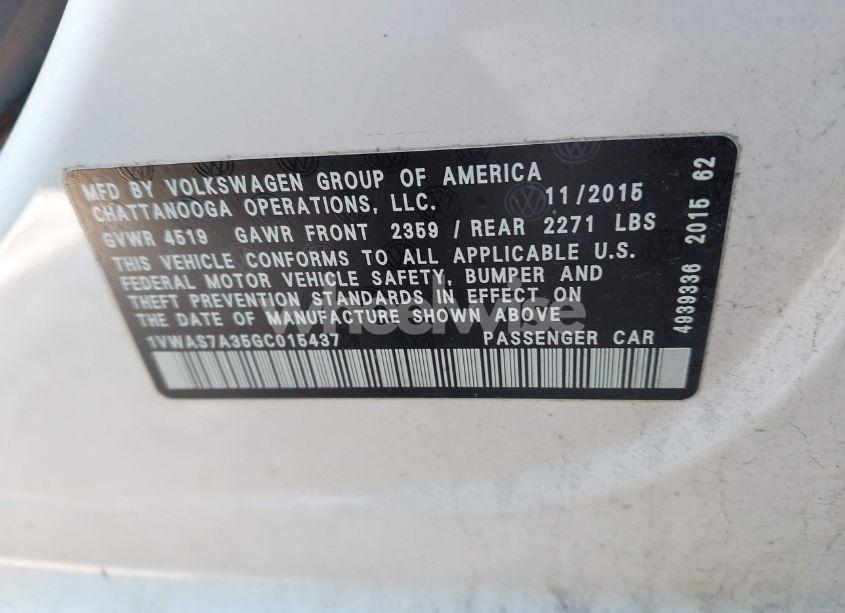 MFD BY VOLKSWAGEN GROUP OF AMERICA
CHATTANOOGA OPERATIONS, LLC. 11/2015
GVWR 4519 GAWR FRONT 2359 / REAR 2271 LBS
THIS VEHICLE CONFORMS TO ALL APPLICABLE U.S.
FEDERAL MOTOR VEHICLE SAFETY, BUMPER AND
THEFT PREVENTION STANDARDS IN EFFECT ON
THE DATE OF MANUFACTURE SHOWN ABOVE
1VWAS7A35GC015437 PASSENGER CAR
4939336 2015 62
wheelwise